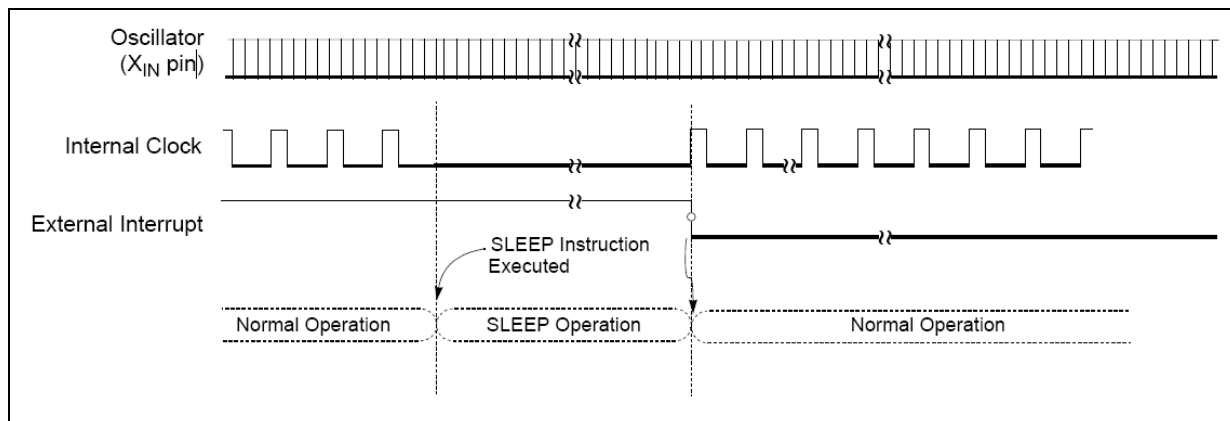 Oscillator
(XIN pin)
Internal Clock
External Interrupt
SLEEP Instruction
Executed
Normal Operation
SLEEP Operation
Normal Operation